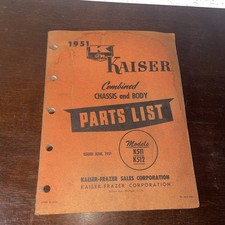 1951
K
KAISER
Combined
CHASSIS and BODY
PARTS LIST
Models
K511
K512
KAISER-FRAZER SALES CORPORATION
KAISER-FRAZER CORPORATION